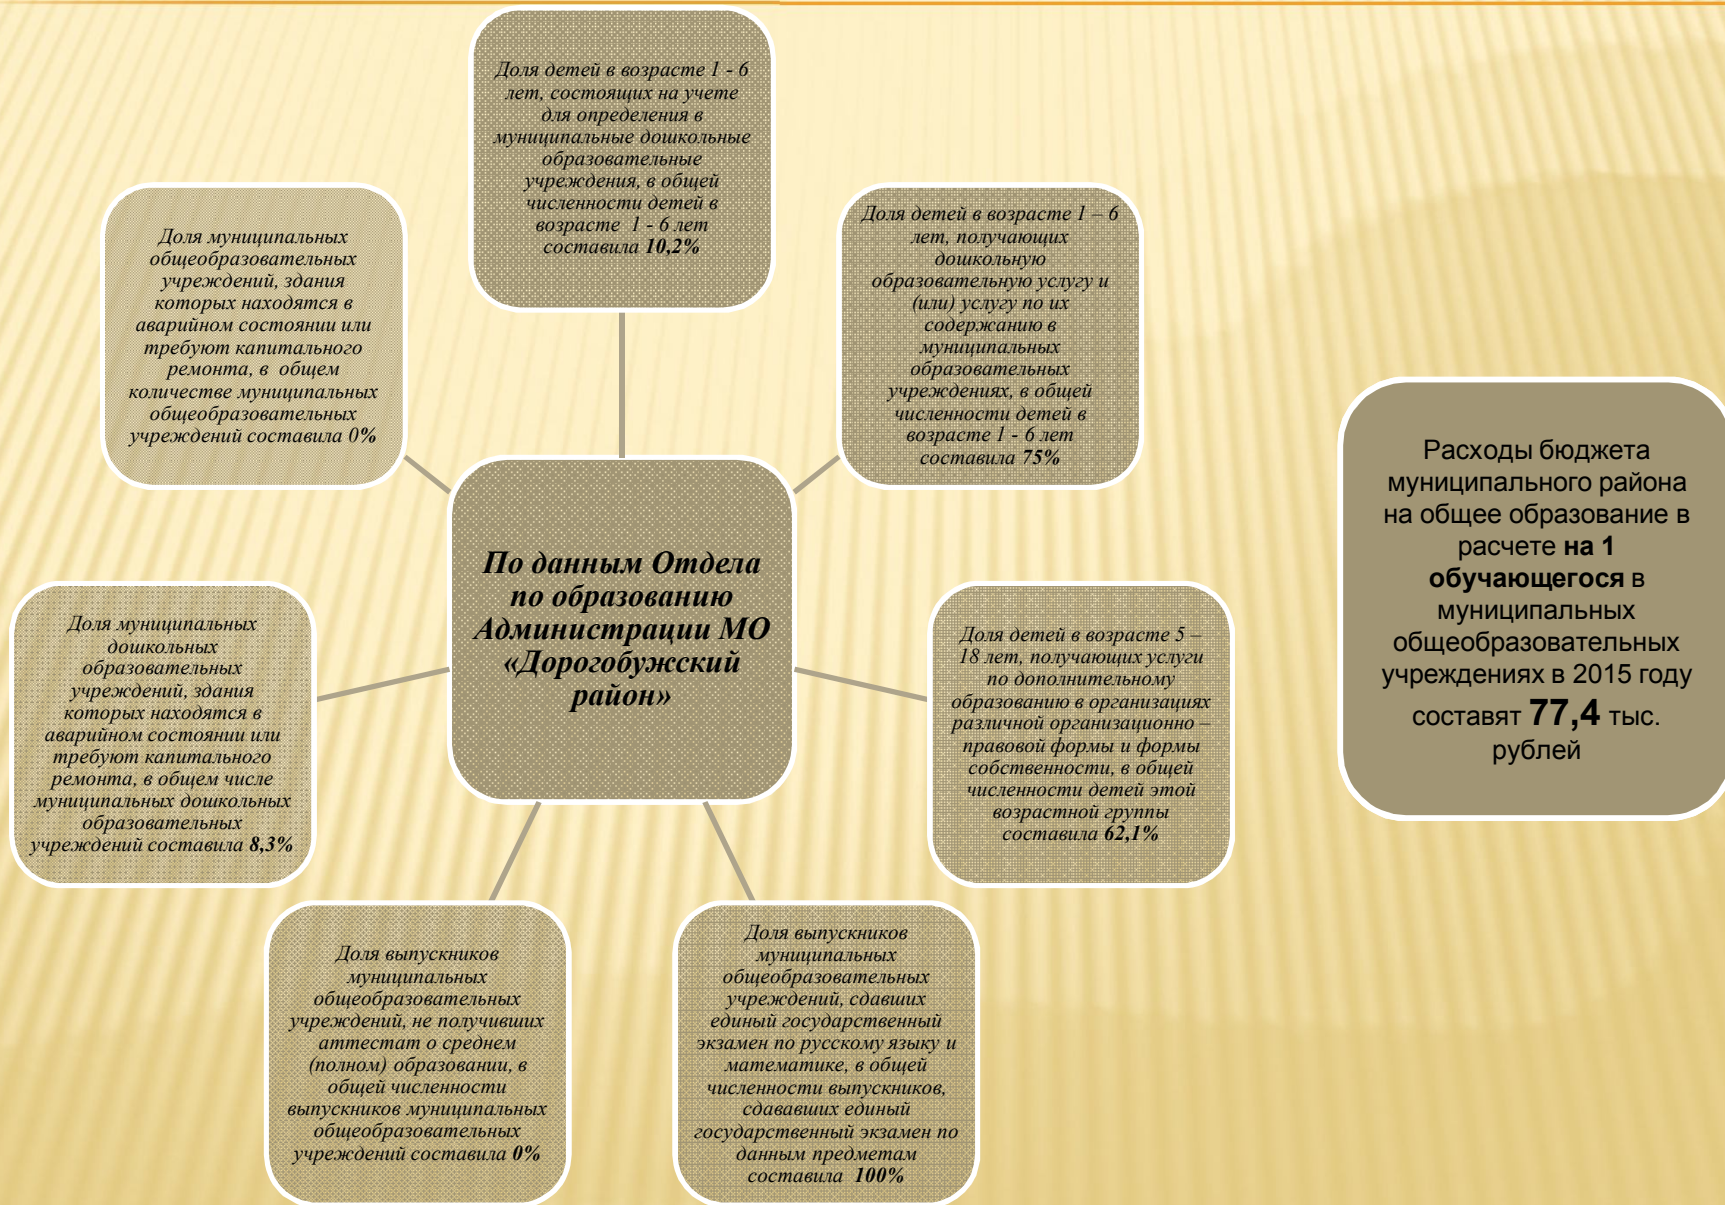 Доля детей в возрасте 1 - 6
лет, состоящих на учете
для определения в
муниципальные дошкольные
образовательные
учреждения, в общей
численности детей в
возрасте 1 - 6 лет
составила 10,2%
Доля детей в возрасте 1 – 6
лет, получающих
дошкольную
образовательную услугу и
(или) услугу по их
содержанию в
муниципальных
образовательных
учреждениях, в общей
численности детей в
возрасте 1 - 6 лет
составила 75%
Доля детей в возрасте 5 –
18 лет, получающих услуги
по дополнительному
образованию в организациях
различной организационно –
правовой формы и формы
собственности, в общей
численности детей этой
возрастной группы
составила 62,1%
Доля выпускников
муниципальных
общеобразовательных
учреждений, сдавших
единый государственный
экзамен по русскому языку и
математике, в общей
численности выпускников,
сдававших единый
государственный экзамен по
данным предметам
составила 100%
Доля выпускников
муниципальных
общеобразовательных
учреждений, не получивших
аттестат о среднем
(полном) образовании, в
общей численности
выпускников муниципальных
общеобразовательных
учреждений составила 0%
Доля муниципальных
дошкольных
образовательных
учреждений, здания
которых находятся в
аварийном состоянии или
требуют капитального
ремонта, в общем числе
муниципальных дошкольных
образовательных
учреждений составила 8,3%
Доля муниципальных
общеобразовательных
учреждений, здания
которых находятся в
аварийном состоянии или
требуют капитального
ремонта, в общем
количестве муниципальных
общеобразовательных
учреждений составила 0%
По данным Отдела
по образованию
Администрации МО
«Дорогобужский
район»
Расходы бюджета
муниципального района
на общее образование в
расчете на 1
обучающегося в
муниципальных
общеобразовательных
учреждениях в 2015 году
составят 77,4 тыс.
рублей